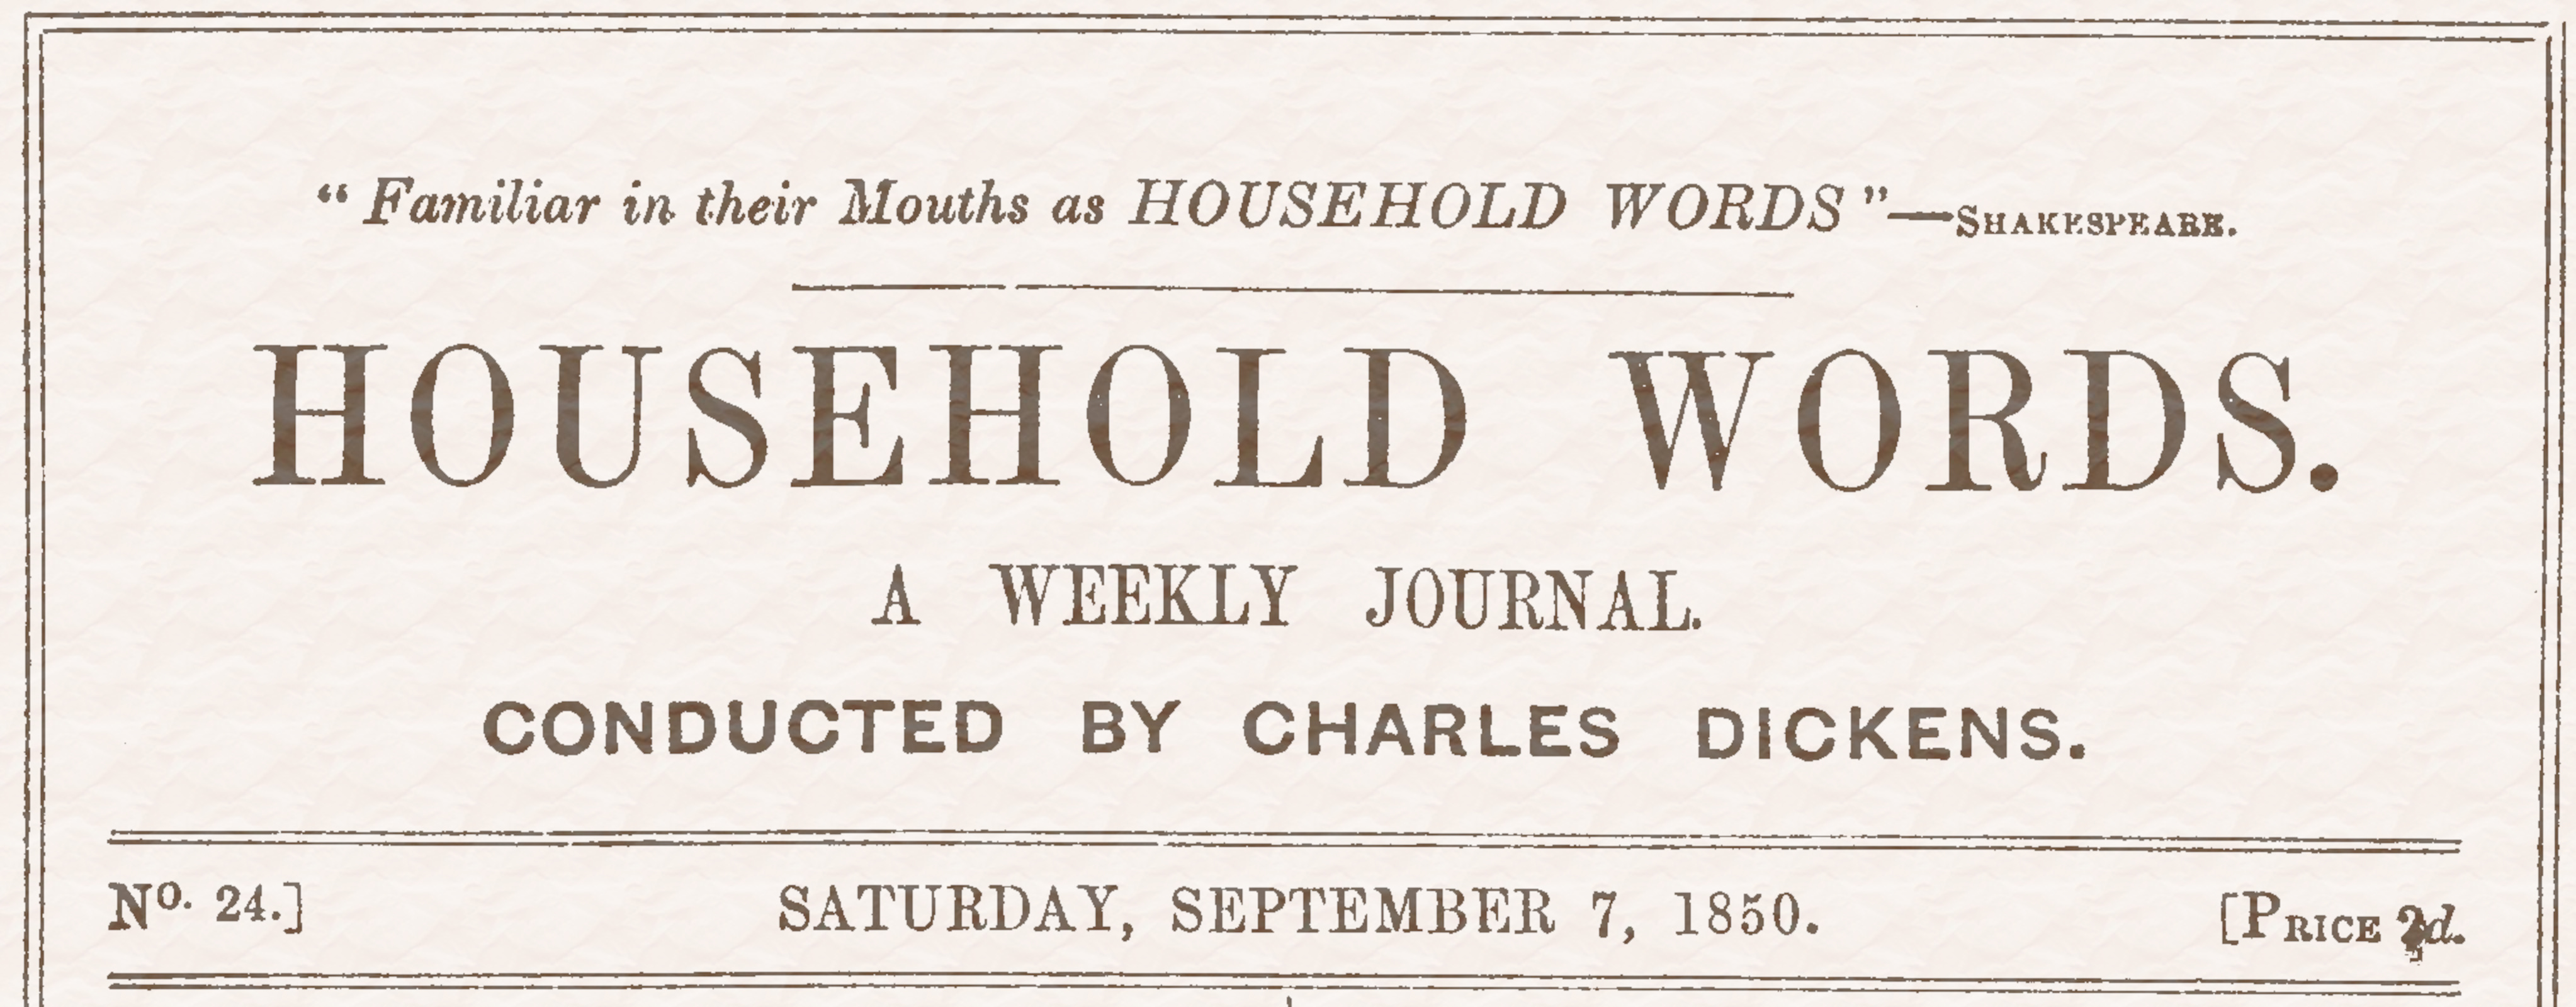 “Familiar in their Mouths as HOUSEHOLD WORDS”—SHAKESPEARE.
HOUSEHOLD WORDS.
A WEEKLY JOURNAL.
CONDUCTED BY CHARLES DICKENS.
Nº. 24.] SATURDAY, SEPTEMBER 7, 1850. [PRICE 2d.